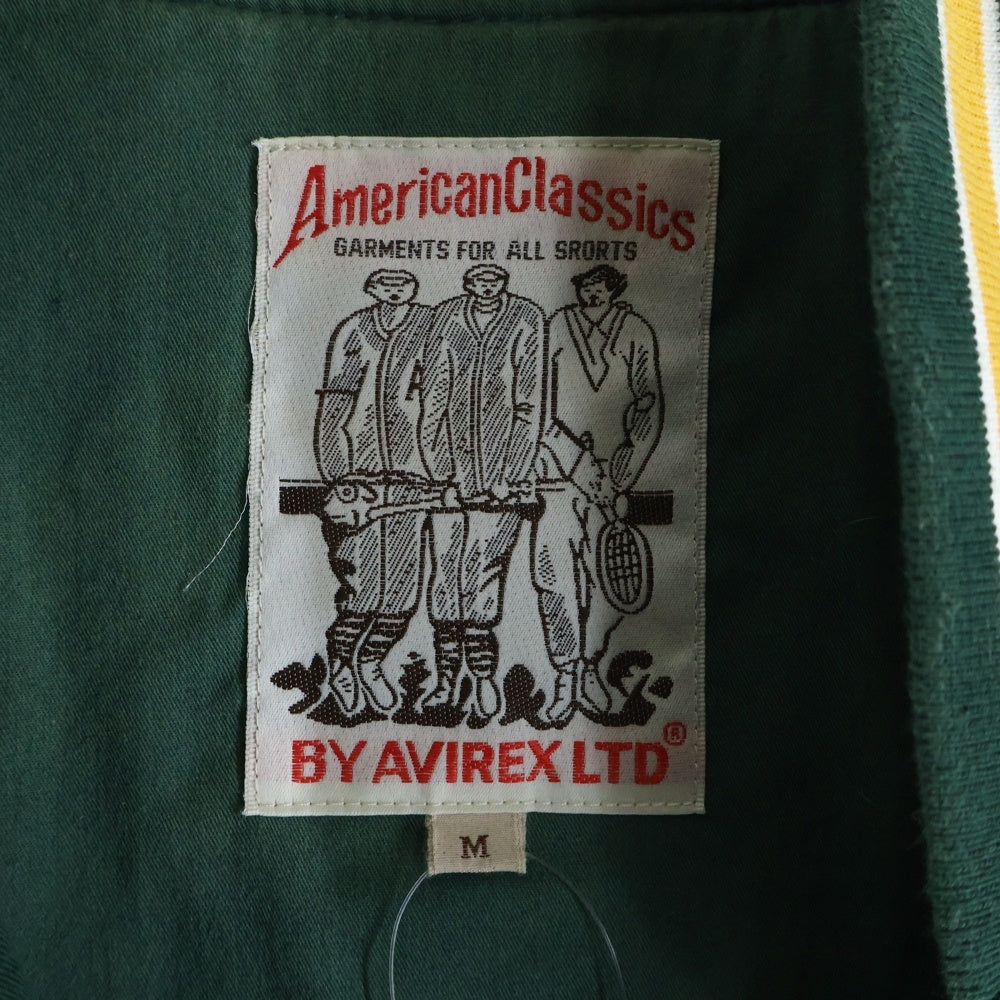 AmericanClassics
GARMENTS FOR ALL SRORTS
A
BY AVIREX LTD®
M